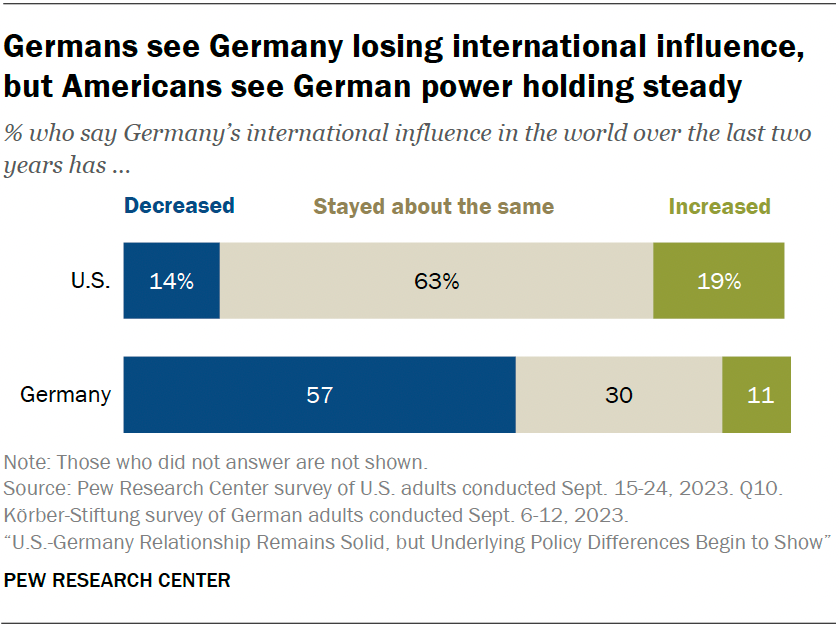 Germans see Germany losing international influence,
but Americans see German power holding steady
% who say Germany’s international influence in the world over the last two
years has ...
Decreased Stayed about the same Increased
U.S. 14% 63% 19%
Germany 57 30 11
Note: Those who did not answer are not shown.
Source: Pew Research Center survey of U.S. adults conducted Sept. 15-24, 2023. Q10.
Körber-Stiftung survey of German adults conducted Sept. 6-12, 2023.
“U.S.-Germany Relationship Remains Solid, but Underlying Policy Differences Begin to Show”
PEW RESEARCH CENTER